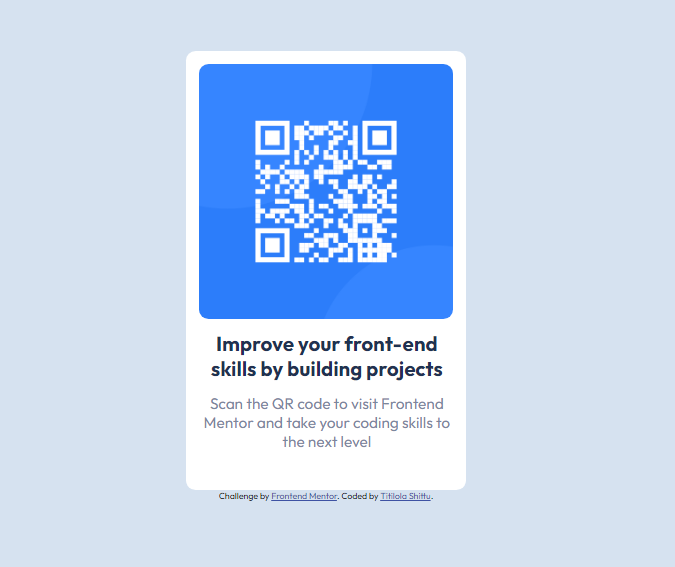 Improve your front-end
skills by building projects
Scan the QR code to visit Frontend
Mentor and take your coding skills to
the next level
Challenge by Frontend Mentor. Coded by Titilola Shittu.